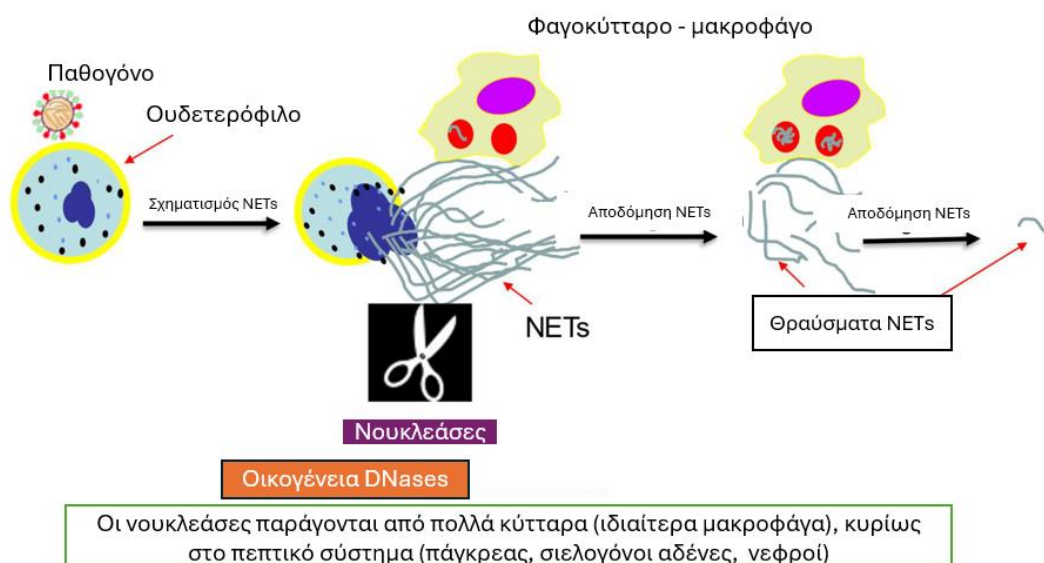 Φαγοκύτταρο - μακροφάγο
Παθογόνο
Ουδετερόφιλο
Σχηματισμός NETs
Αποδόμηση NETs
Αποδόμηση NETs
NETs
Θραύσματα NETs
Νουκλεάσες
Οικογένεια DNases
Οι νουκλεάσες παράγονται από πολλά κύτταρα (ιδιαίτερα μακροφάγα), κυρίως
στο πεπτικό σύστημα (πάγκρεας, σιελογόνοι αδένες, νεφροί)